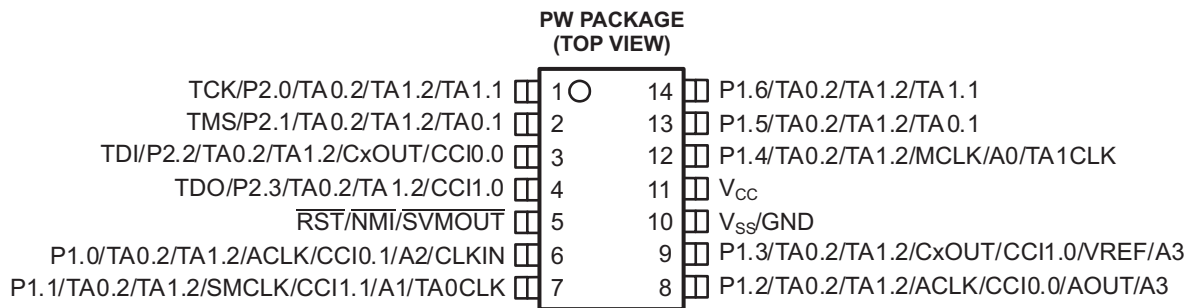 PW PACKAGE
(TOP VIEW)
TCK/P2.0/TA0.2/TA1.2/TA1.1 1 14 P1.6/TA0.2/TA1.2/TA1.1
TMS/P2.1/TA0.2/TA1.2/TA0.1 2 13 P1.5/TA0.2/TA1.2/TA0.1
TDI/P2.2/TA0.2/TA1.2/CxOUT/CCI0.0 3 12 P1.4/TA0.2/TA1.2/MCLK/A0/TA1CLK
TDO/P2.3/TA0.2/TA1.2/CCI1.0 4 11 VCC
RST/NMI/SVMOUT 5 10 VSS/GND
P1.0/TA0.2/TA1.2/ACLK/CCI0.1/A2/CLKIN 6 9 P1.3/TA0.2/TA1.2/CxOUT/CCI1.0/VREF/A3
P1.1/TA0.2/TA1.2/SMCLK/CCI1.1/A1/TA0CLK 7 8 P1.2/TA0.2/TA1.2/ACLK/CCI0.0/AOUT/A3